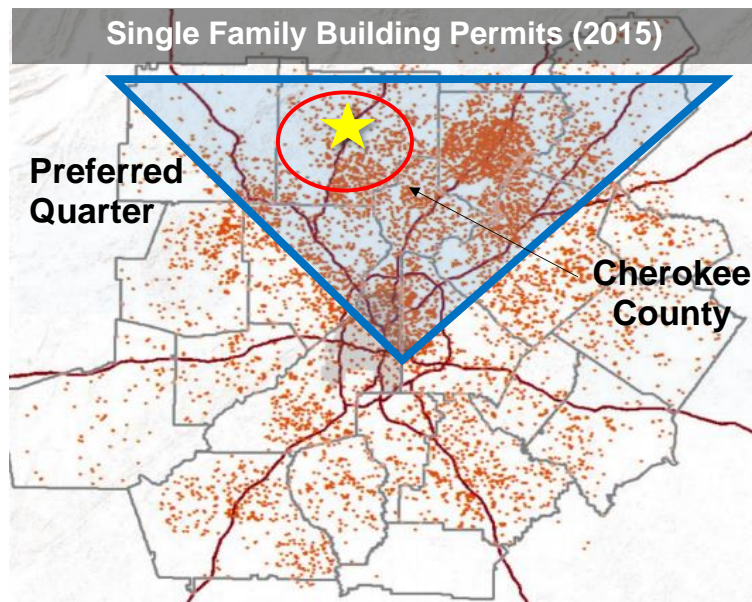 Single Family Building Permits (2015)
Preferred
Quarter
Cherokee
County